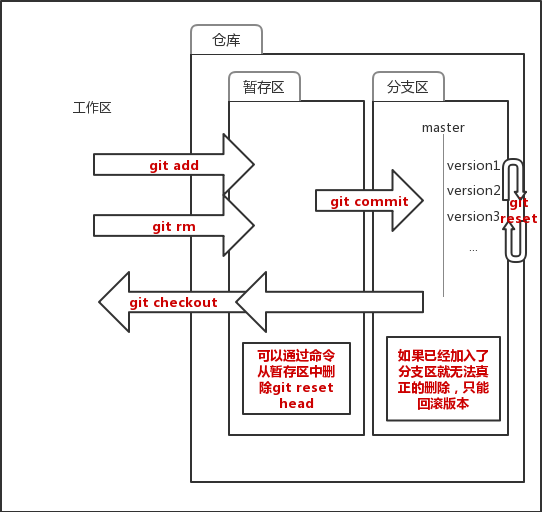 仓库
暂存区
分支区
工作区
master
git add
version1
version2
git commit
version3
git
reset
git rm
...
git checkout
可以通过命令
从暂存区中删
除git reset
head
如果已经加入了
分支区就无法真
正的删除，只能
回滚版本